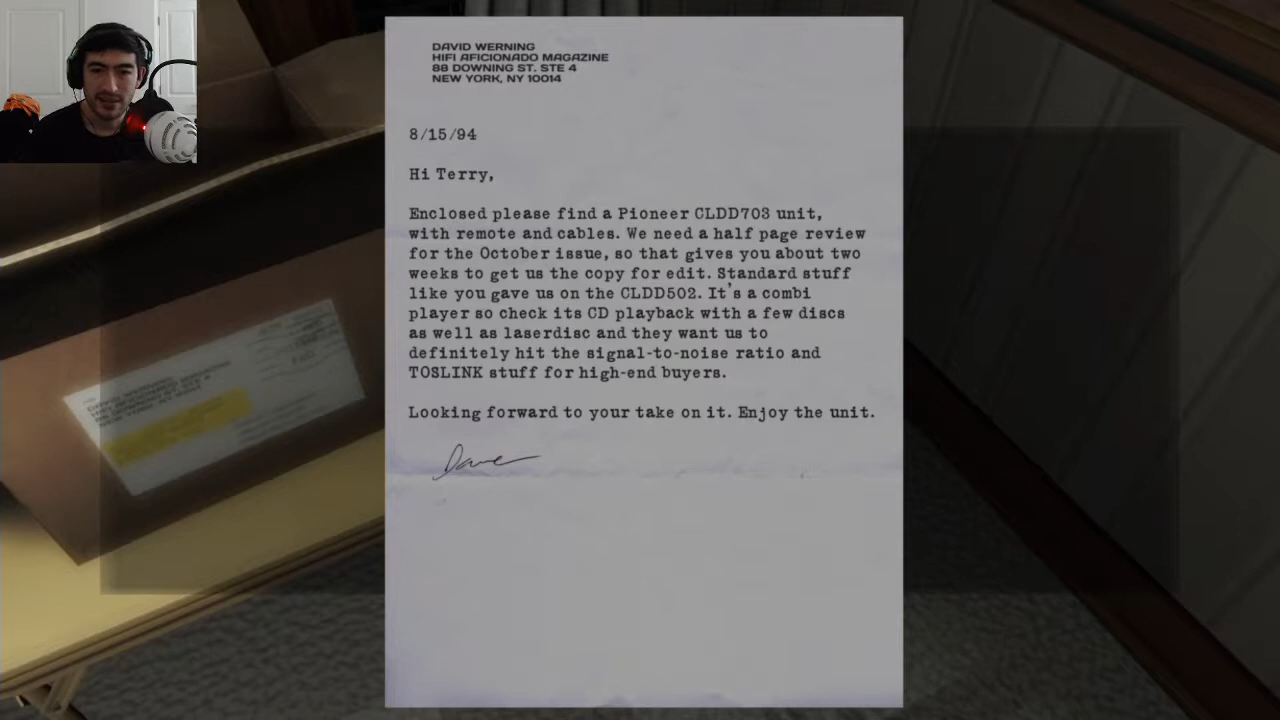 DAVID WERNING
HIFI AFICIONADO MAGAZINE
88 DOWNING ST. STE 4
NEW YORK, NY 10014
8/15/94
Hi Terry,
Enclosed please find a Pioneer CLDD703 unit,
with remote and cables. We need a half page review
for the October issue, so that gives you about two
weeks to get us the copy for edit. Standard stuff
like you gave us on the CLDD502. It's a combi
player so check its CD playback with a few discs
as well as laserdisc and they want us to
definitely hit the signal-to-noise ratio and
TOSLINK stuff for high-end buyers.
Looking forward to your take on it. Enjoy the unit.
Dave